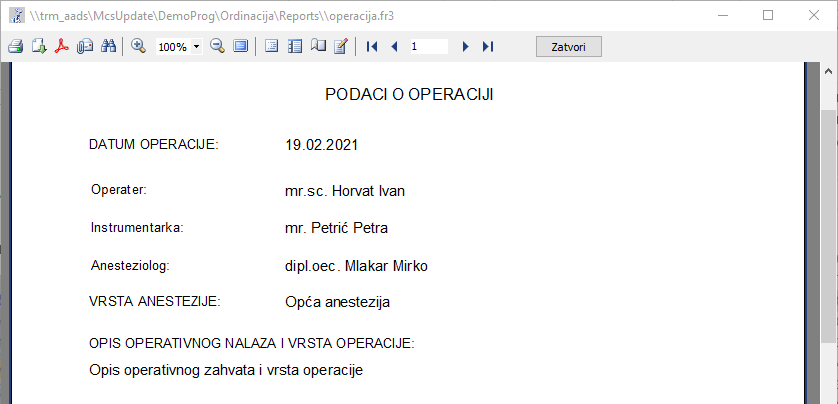 \\trm_aads\McsUpdate\DemoProg\Ordinacija\Reports\\operacija.fr3
100% 1 Zatvori
PODACI O OPERACIJI
DATUM OPERACIJE: 19.02.2021
Operater: mr.sc. Horvat Ivan
Instrumentarka: mr. Petrić Petra
Anesteziolog: dipl.oec. Mlakar Mirko
VRSTA ANESTEZIJE: Opća anestezija
OPIS OPERATIVNOG NALAZA I VRSTA OPERACIJE:
Opis operativnog zahvata i vrsta operacije